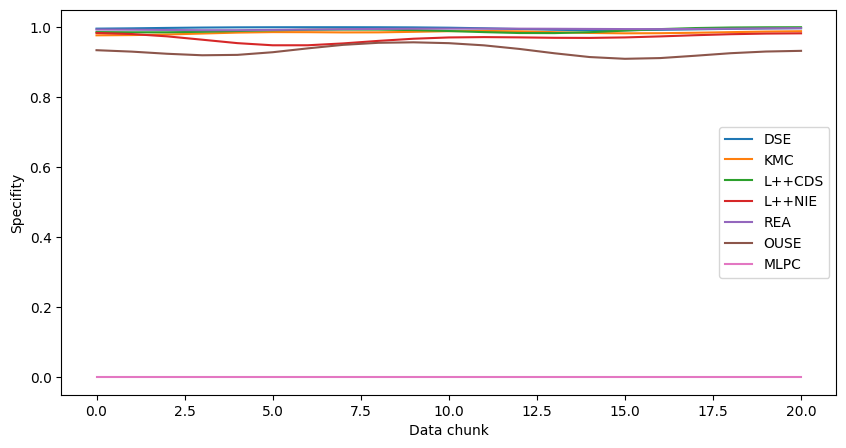 1.0
0.8
0.6
0.4
0.2
0.0
Specifity
0.0 2.5 5.0 7.5 10.0 12.5 15.0 17.5 20.0
Data chunk
DSE
KMC
L++CDS
L++NIE
REA
OUSE
MLPC